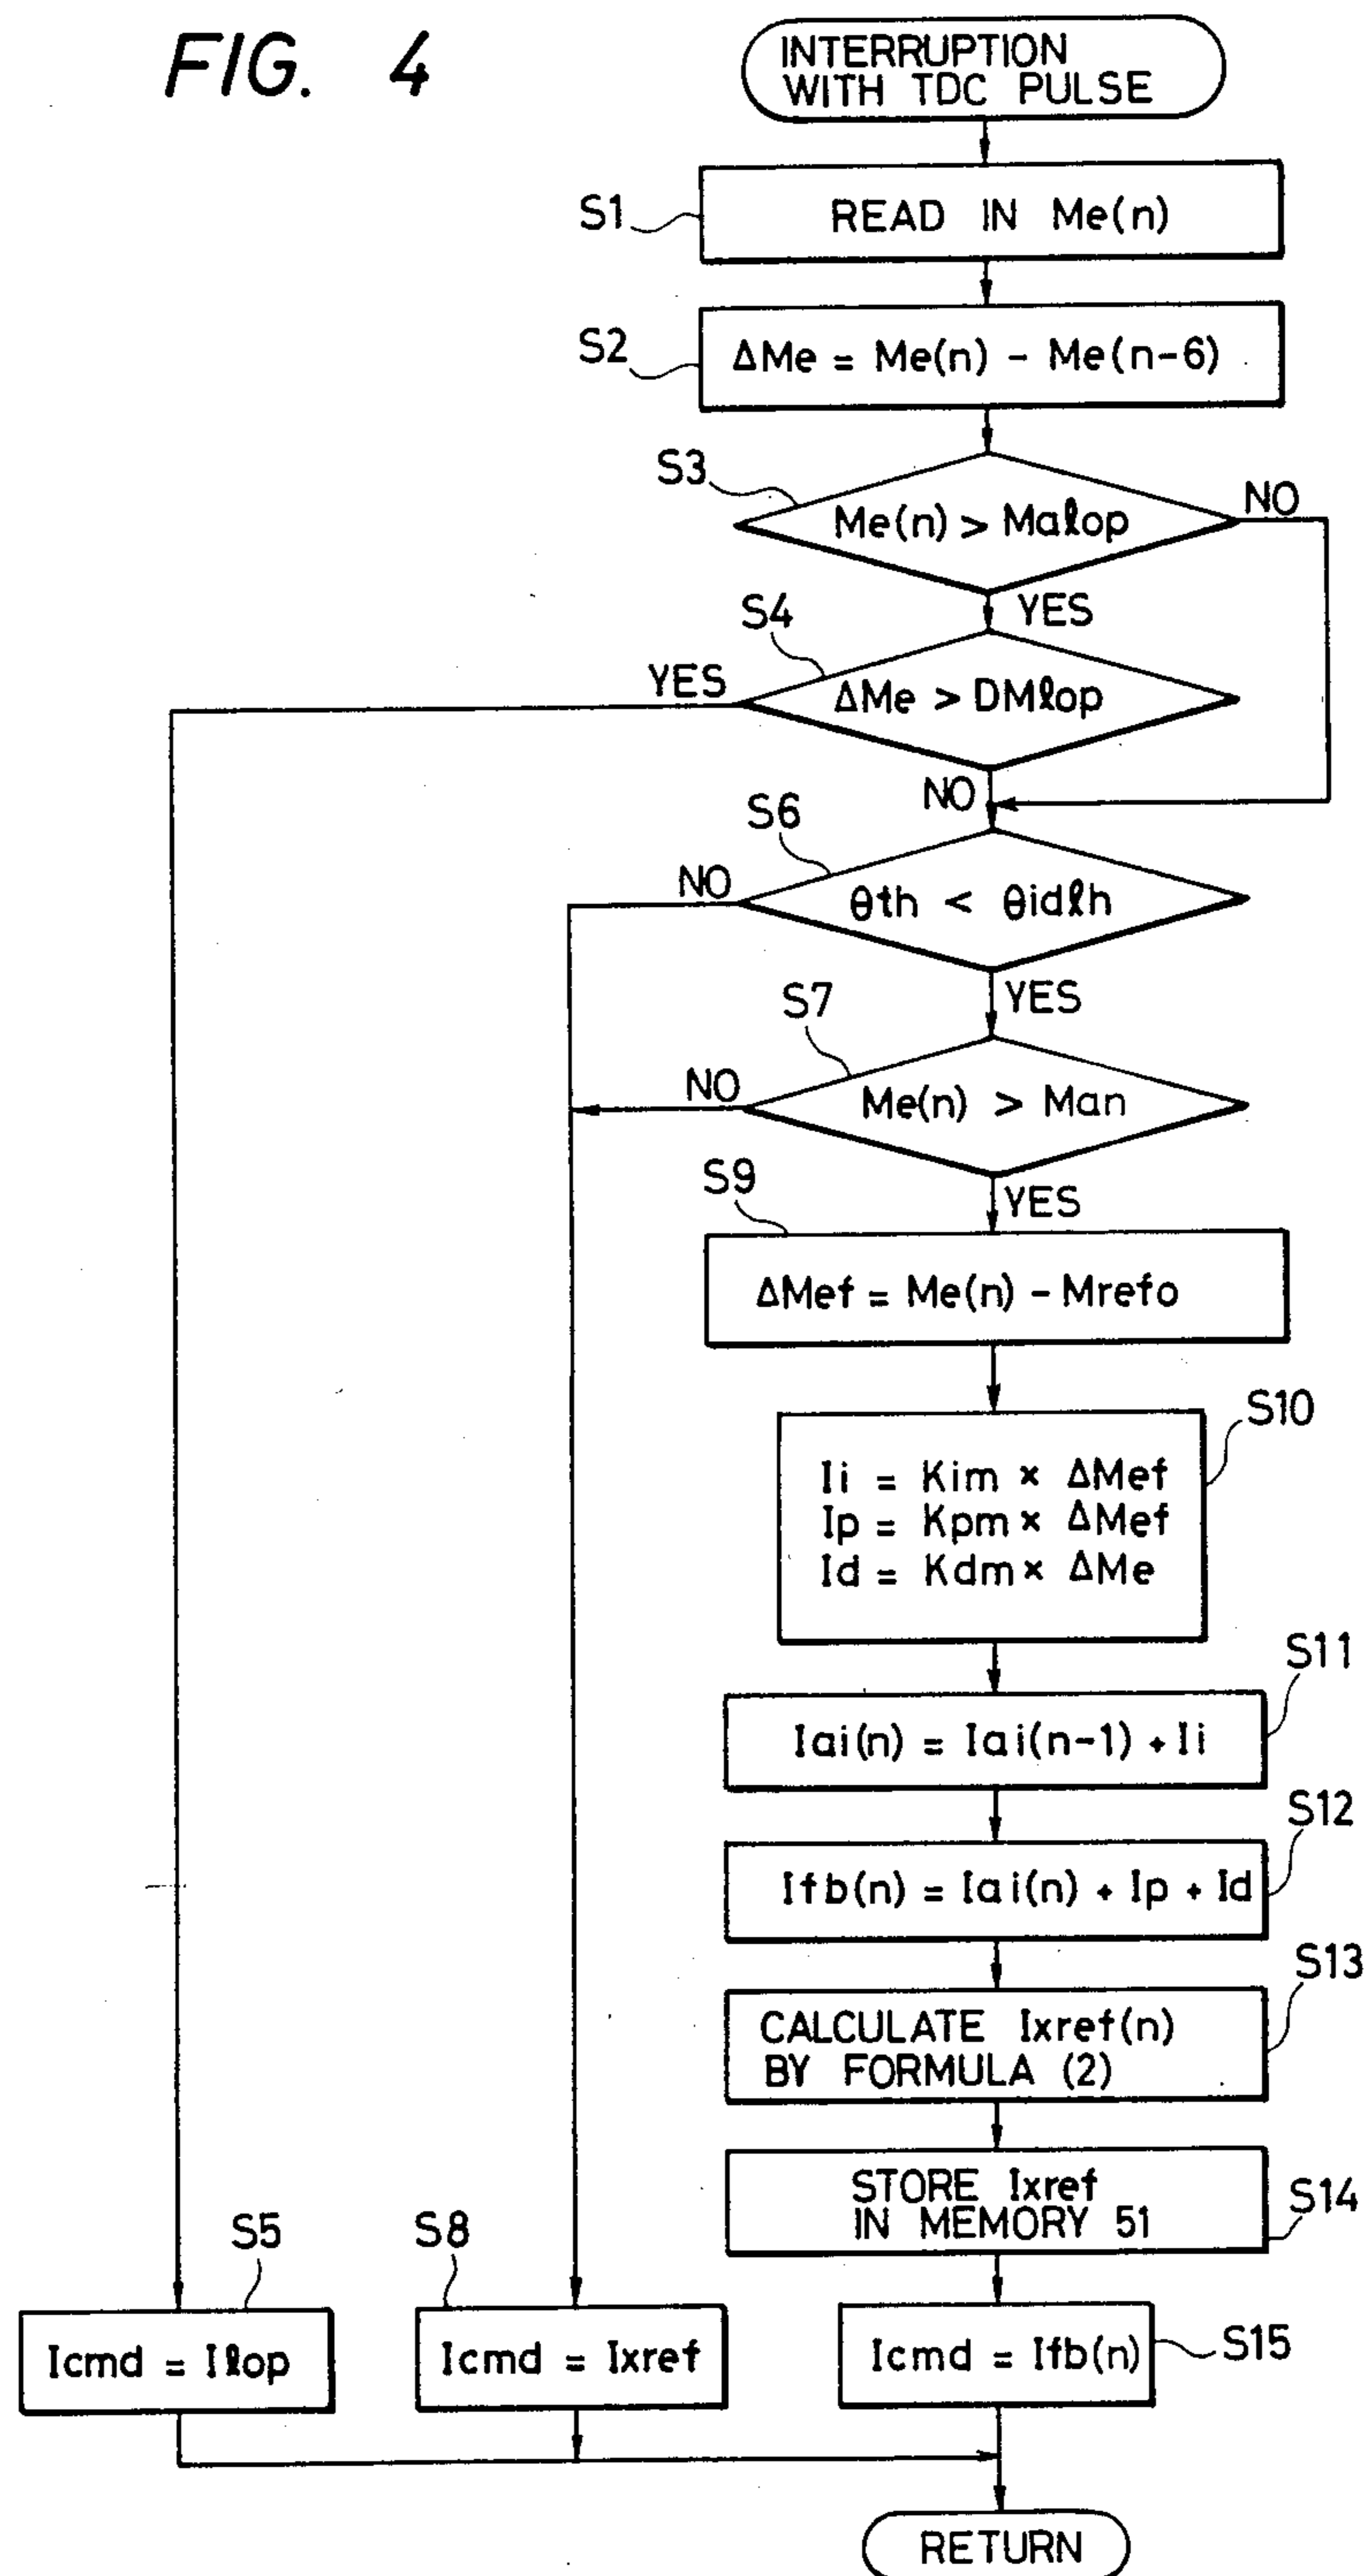 FIG. 4
INTERRUPTION
WITH TDC PULSE
S1
READ IN Me(n)
S2
ΔMe = Me(n) - Me(n-6)
S3
Me(n) > Maℓop
NO
YES
S4
YES
ΔMe > DMℓop
NO
S6
NO
θth < θidℓh
YES
S7
NO
Me(n) > Man
YES
S9
ΔMef = Me(n) - Mrefo
S10
Ii = Kim × ΔMef
Ip = Kpm × ΔMef
Id = Kdm × ΔMe
S11
Iai(n) = Iai(n-1) + Ii
S12
Ifb(n) = Iai(n) + Ip + Id
S13
CALCULATE Ixref(n)
BY FORMULA (2)
S14
STORE Ixref
IN MEMORY 51
S5
Icmd = Iℓop
S8
Icmd = Ixref
Icmd = Ifb(n)
S15
RETURN